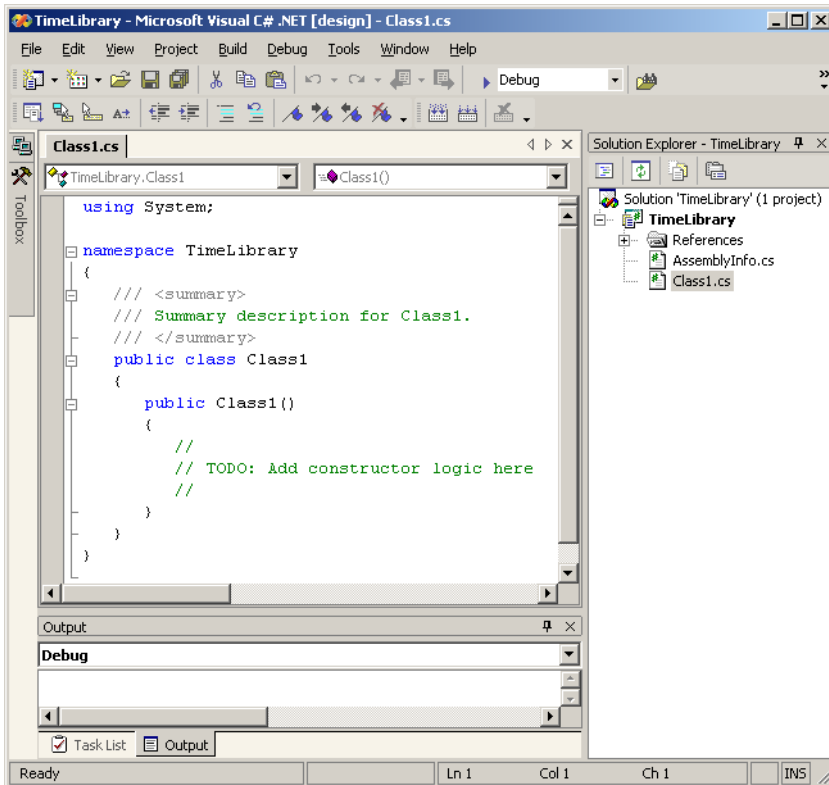 TimeLibrary - Microsoft Visual C# .NET [design] - Class1.cs
File Edit View Project Build Debug Tools Window Help
Debug
Class1.cs
TimeLibrary.Class1 Class1()
Toolbox
using System;
namespace TimeLibrary
{
/// <summary>
/// Summary description for Class1.
/// </summary>
public class Class1
{
public Class1()
{
//
// TODO: Add constructor logic here
//
}
}
}
Solution Explorer - TimeLibrary
Solution 'TimeLibrary' (1 project)
TimeLibrary
References
AssemblyInfo.cs
Class1.cs
Output
Debug
Task List Output
Ready Ln 1 Col 1 Ch 1 INS